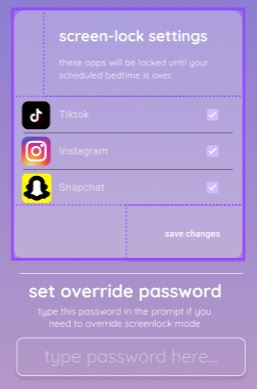 screen-lock settings
these apps will be locked until your
scheduled bedtime is over.
Tiktok
Instagram
Snapchat
save changes
set override password
type this password in the prompt if you
need to override screenlock mode
type password here...